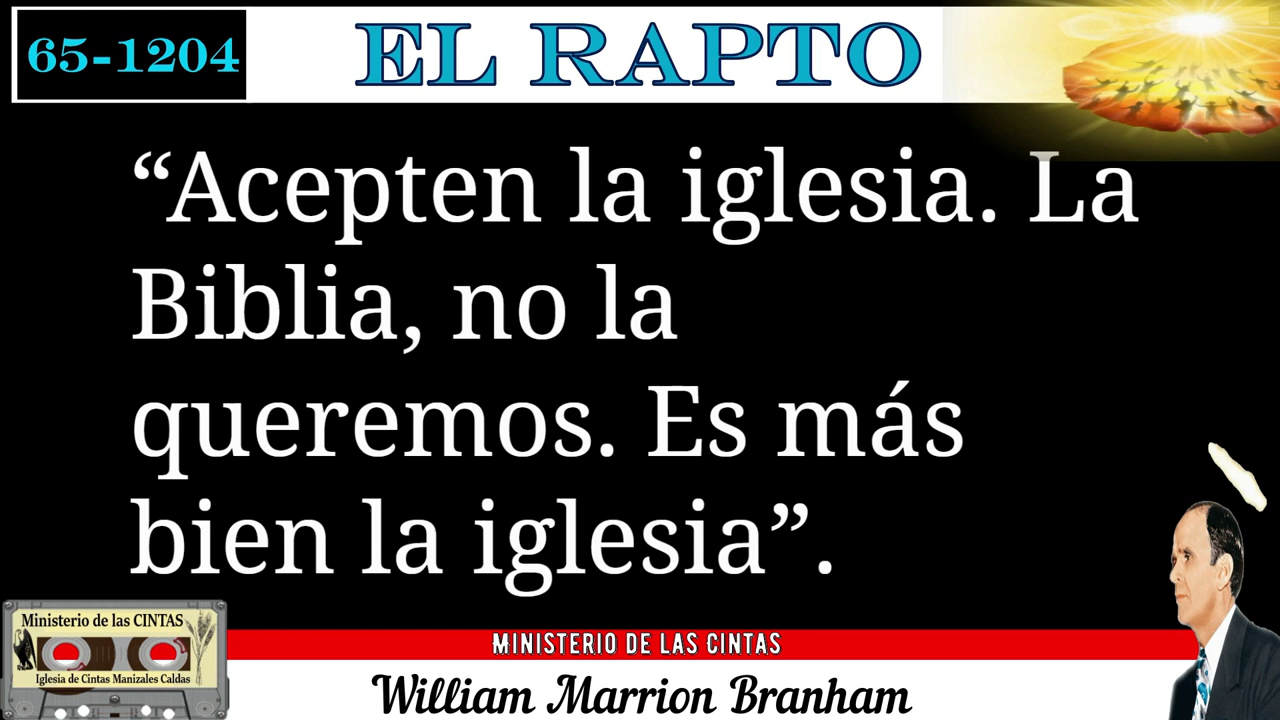 65-1204
EL RAPTO
“Acepten la iglesia. La
Biblia, no la
queremos. Es más
bien la iglesia”.
Ministerio de las CINTAS
Iglesia de Cintas Manizales Caldas
MINISTERIO DE LAS CINTAS
William Marrion Branham